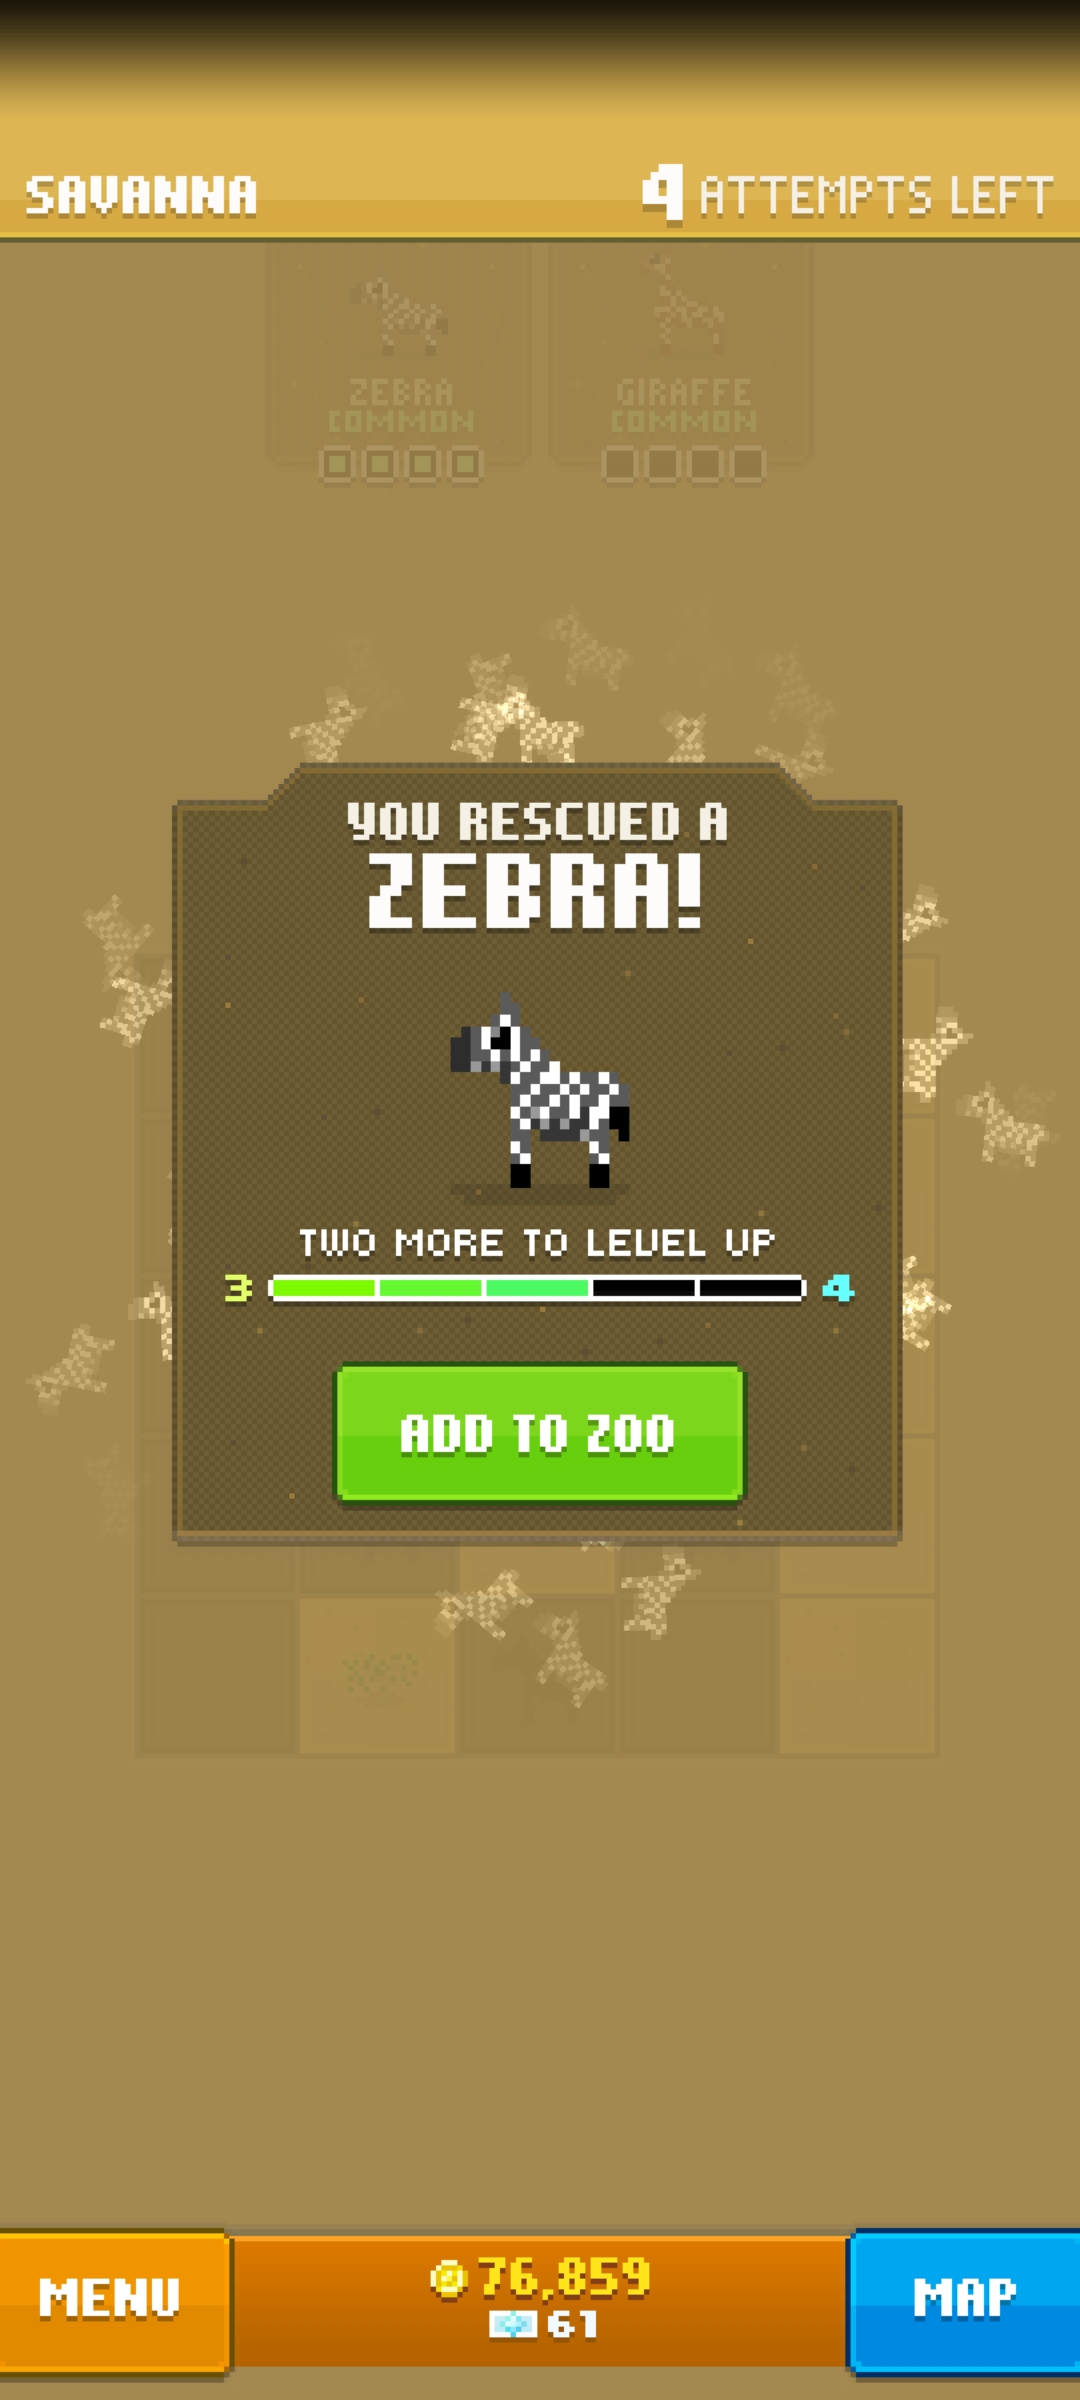 SAVANNA
4 ATTEMPTS LEFT
ZEBRA
COMMON
GIRAFFE
COMMON
YOU RESCUED A
ZEBRA!
TWO MORE TO LEVEL UP
3
4
ADD TO ZOO
MENU
76,859
61
MAP